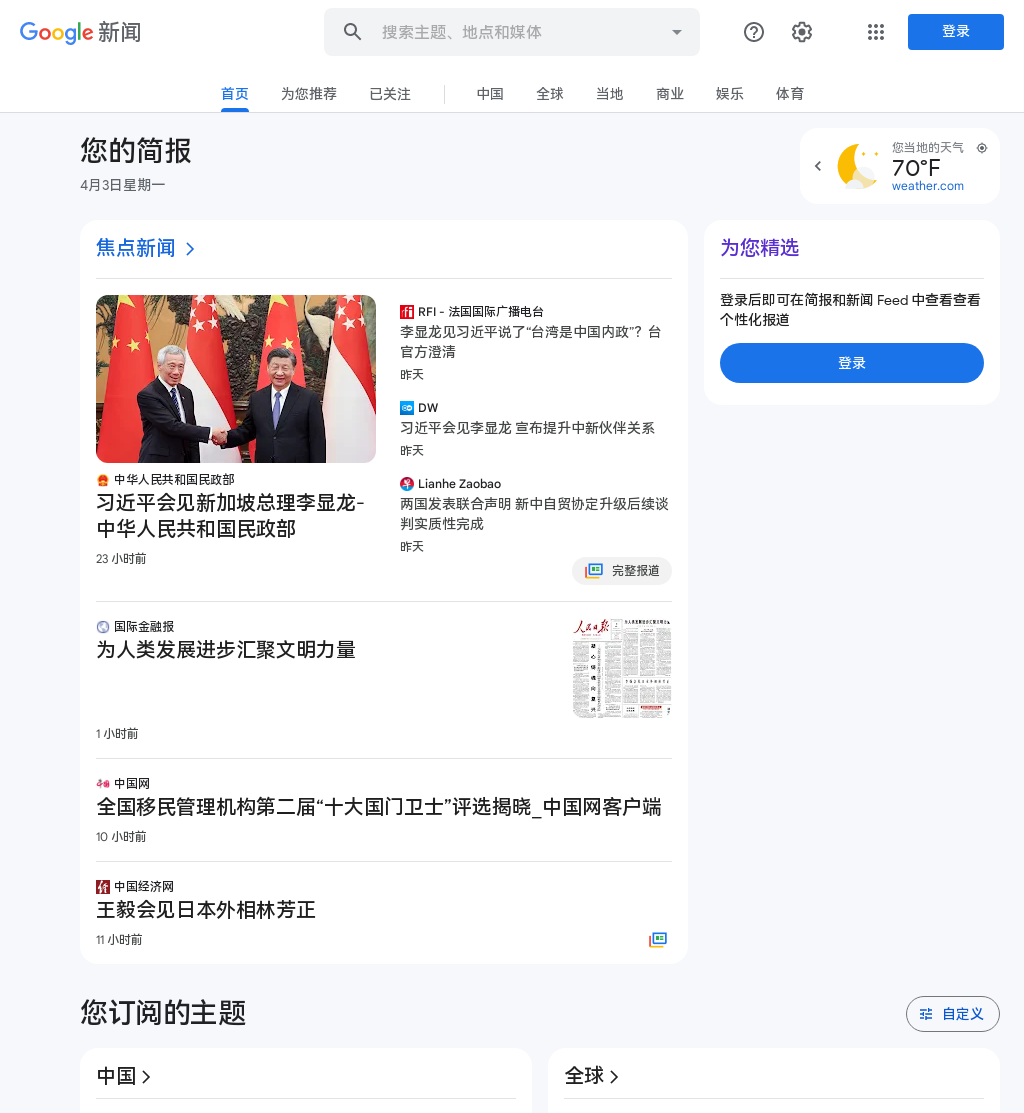 Google 新闻
搜索主题、地点和媒体
登录
首页
为您推荐
已关注
中国
全球
当地
商业
娱乐
体育
您的简报
4月3日星期一
您当地的天气
70°F
weather.com
焦点新闻
中华人民共和国民政部
习近平会见新加坡总理李显龙-
中华人民共和国民政部
23 小时前
RFI - 法国国际广播电台
李显龙见习近平说了“台湾是中国内政”？台
官方澄清
昨天
DW
习近平会见李显龙 宣布提升中新伙伴关系
昨天
Lianhe Zaobao
两国发表联合声明 新中自贸协定升级后续谈
判实质性完成
昨天
完整报道
国际金融报
为人类发展进步汇聚文明力量
人民日报
1 小时前
中国网
全国移民管理机构第二届“十大国门卫士”评选揭晓_中国网客户端
10 小时前
中国经济网
王毅会见日本外相林芳正
11 小时前
为您精选
登录后即可在简报和新闻 Feed 中查看查看
个性化报道
登录
您订阅的主题
自定义
中国
全球